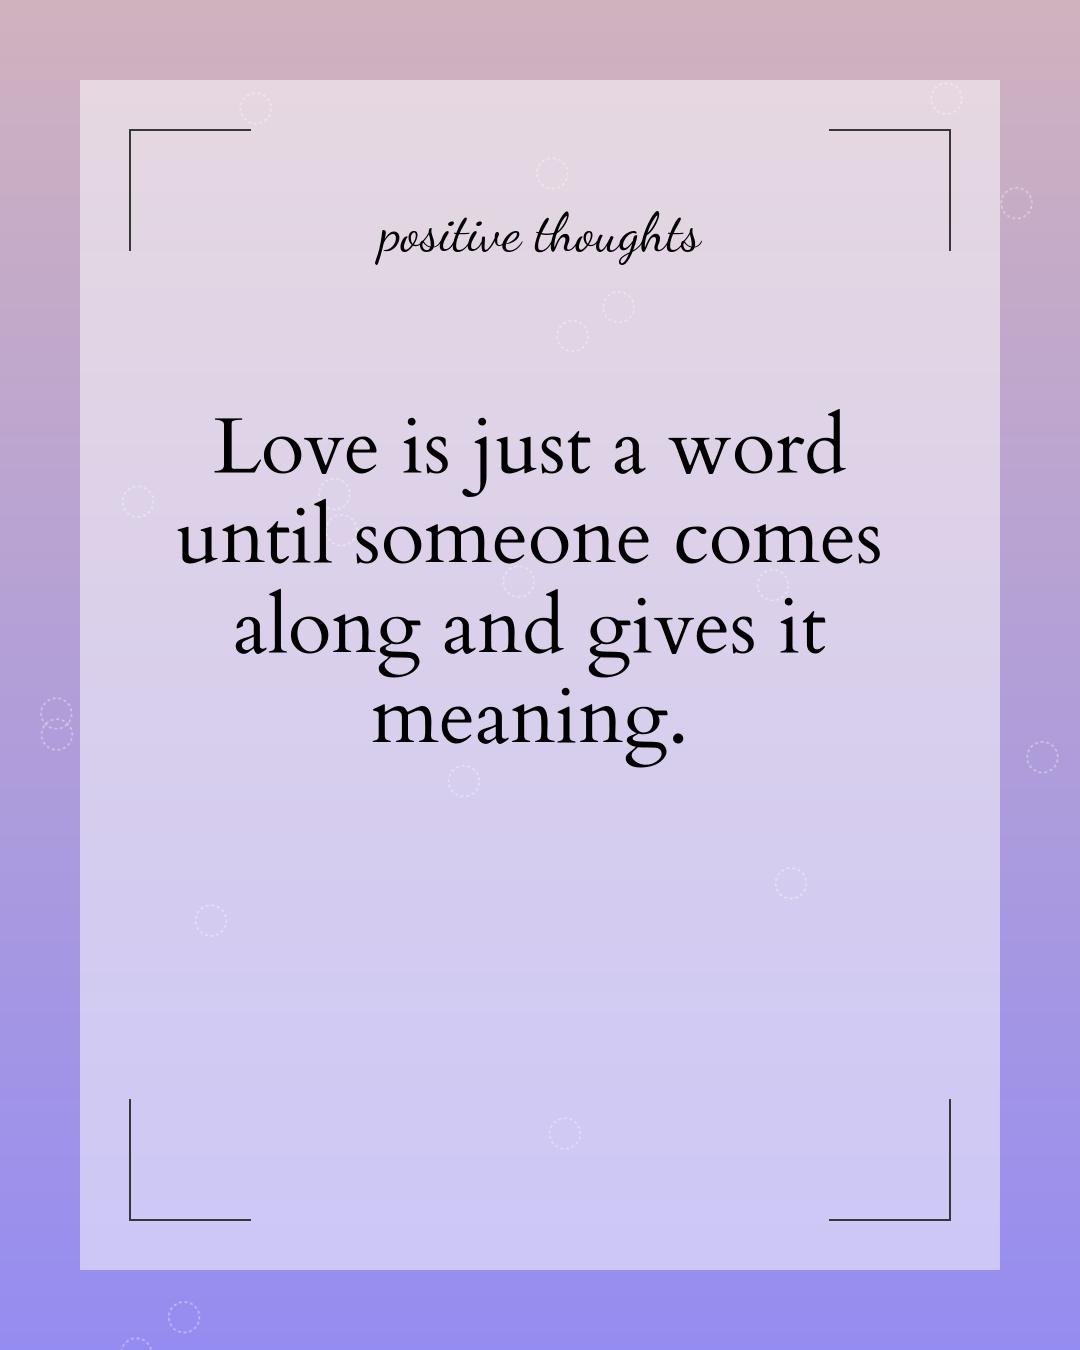 positive thoughts
Love is just a word
until someone comes
along and gives it
meaning.